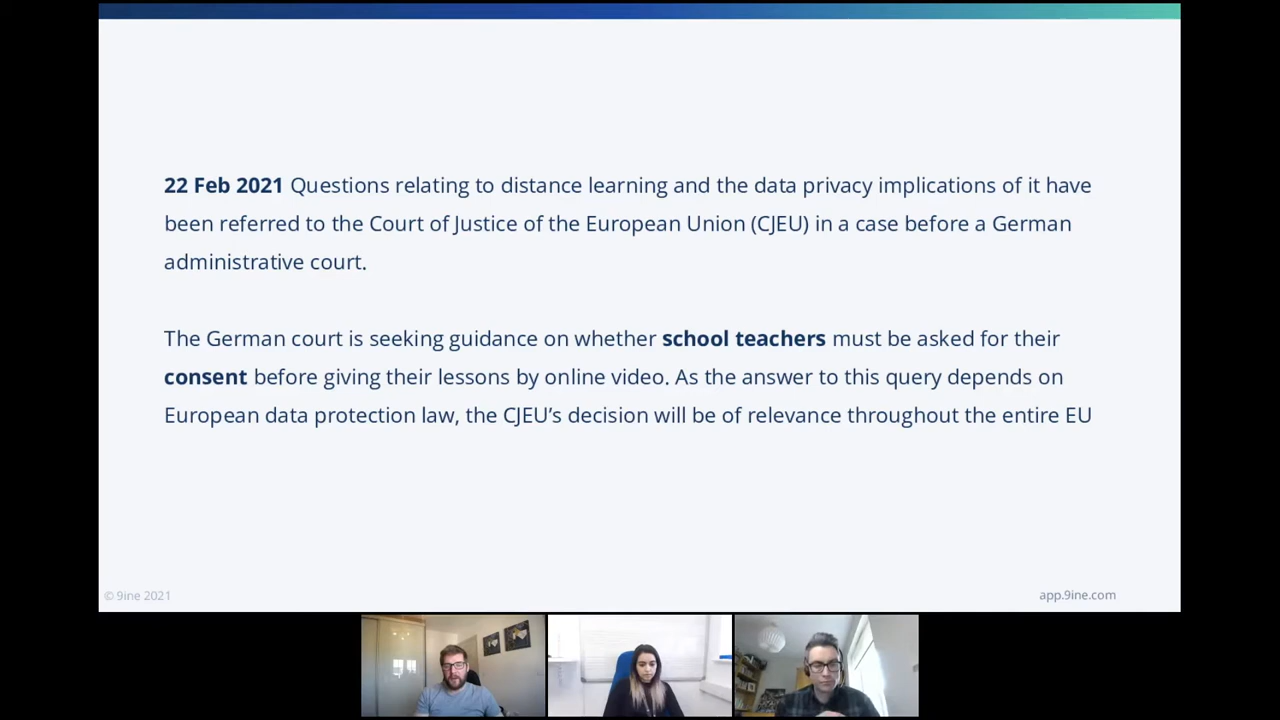 22 Feb 2021 Questions relating to distance learning and the data privacy implications of it have
been referred to the Court of Justice of the European Union (CJEU) in a case before a German
administrative court.
The German court is seeking guidance on whether school teachers must be asked for their
consent before giving their lessons by online video. As the answer to this query depends on
European data protection law, the CJEU’s decision will be of relevance throughout the entire EU
© 9ine 2021
app.9ine.com